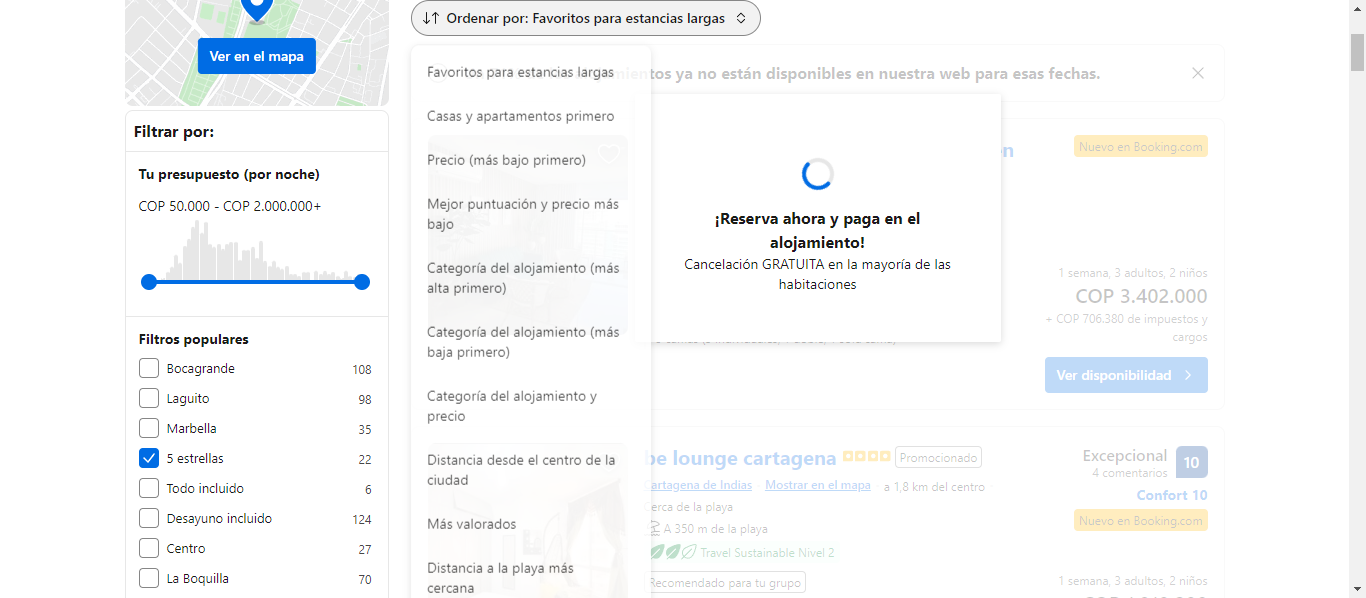 Ver en el mapa
Filtrar por:
Tu presupuesto (por noche)
COP 50.000 - COP 2.000.000+
Filtros populares
Bocagrande 108
Laguito 98
Marbella 35
5 estrellas 22
Todo incluido 6
Desayuno incluido 124
Centro 27
La Boquilla 70
Ordenar por: Favoritos para estancias largas
Favoritos para estancias largas
Casas y apartamentos primero
Precio (más bajo primero)
Mejor puntuación y precio más
bajo
Categoría del alojamiento (más
alta primero)
Categoría del alojamiento (más
baja primero)
Categoría del alojamiento y
precio
Distancia desde el centro de la
ciudad
Más valorados
Distancia a la playa más
cercana
ya no están disponibles en nuestra web para esas fechas.
¡Reserva ahora y paga en el
alojamiento!
Cancelación GRATUITA en la mayoría de las
habitaciones
Nuevo en Booking.com
1 semana, 3 adultos, 2 niños
COP 3.402.000
+ COP 706.380 de impuestos y
cargos
Ver disponibilidad
be lounge cartagena Promocionado
Cartagena de Indias Mostrar en el mapa a 1,8 km del centro
Cerca de la playa
A 350 m de la playa
Travel Sustainable Nivel 2
Recomendado para tu grupo
Excepcional 10
4 comentarios
Confort 10
Nuevo en Booking.com
1 semana, 3 adultos, 2 niños